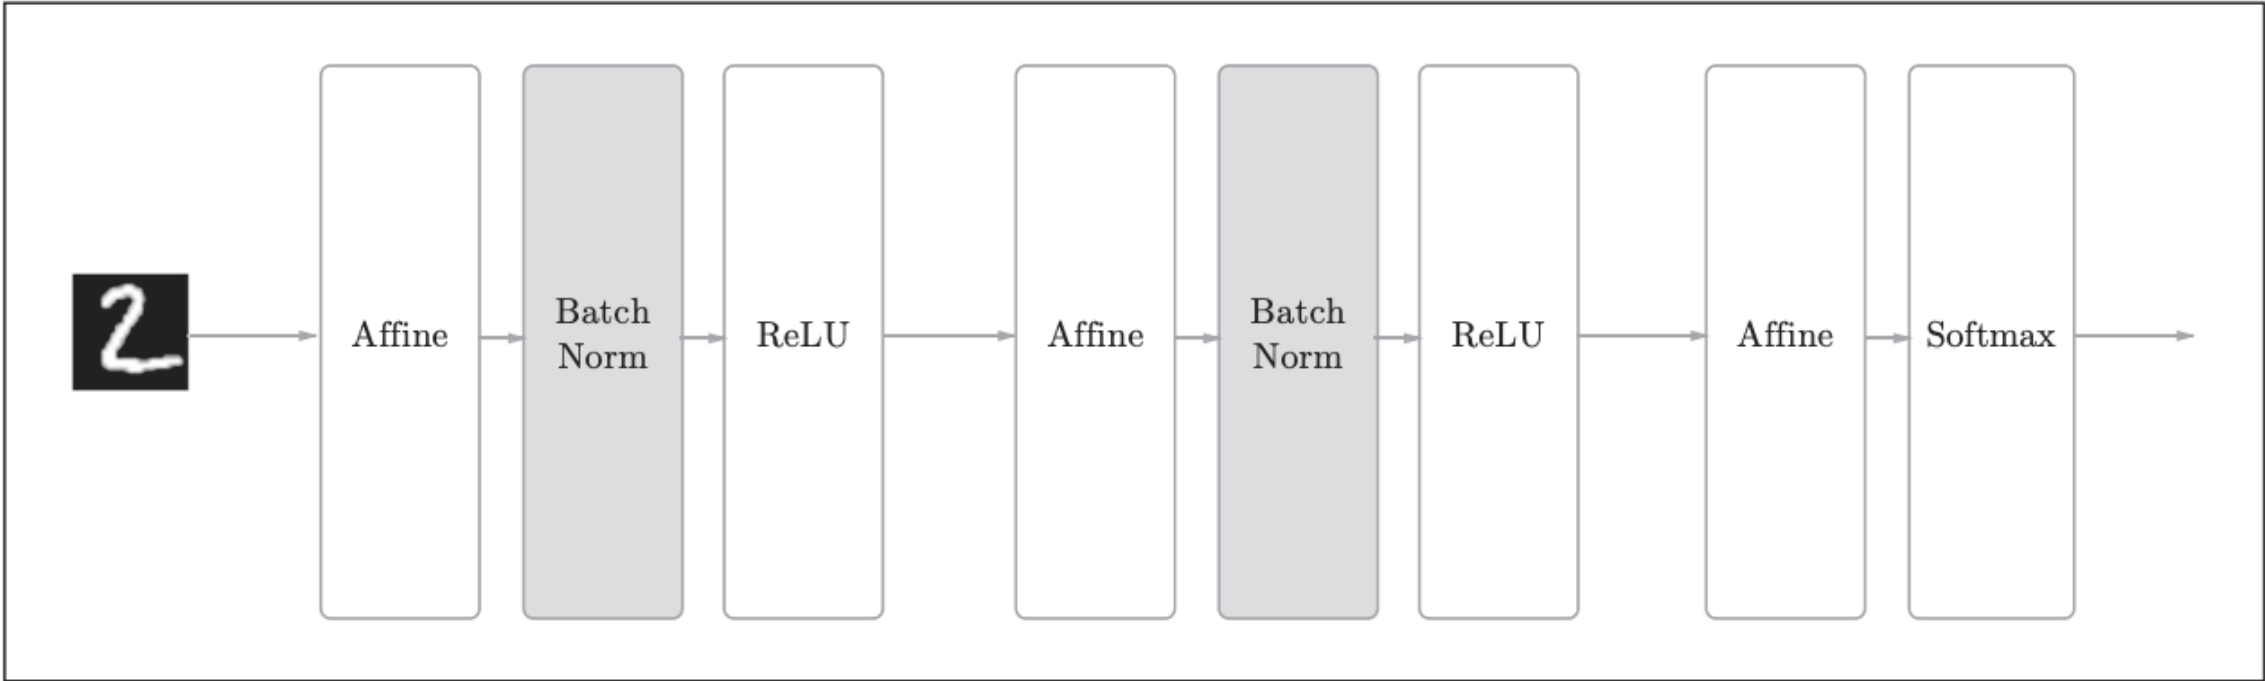 2
Affine
Batch
Norm
ReLU
Affine
Batch
Norm
ReLU
Affine
Softmax